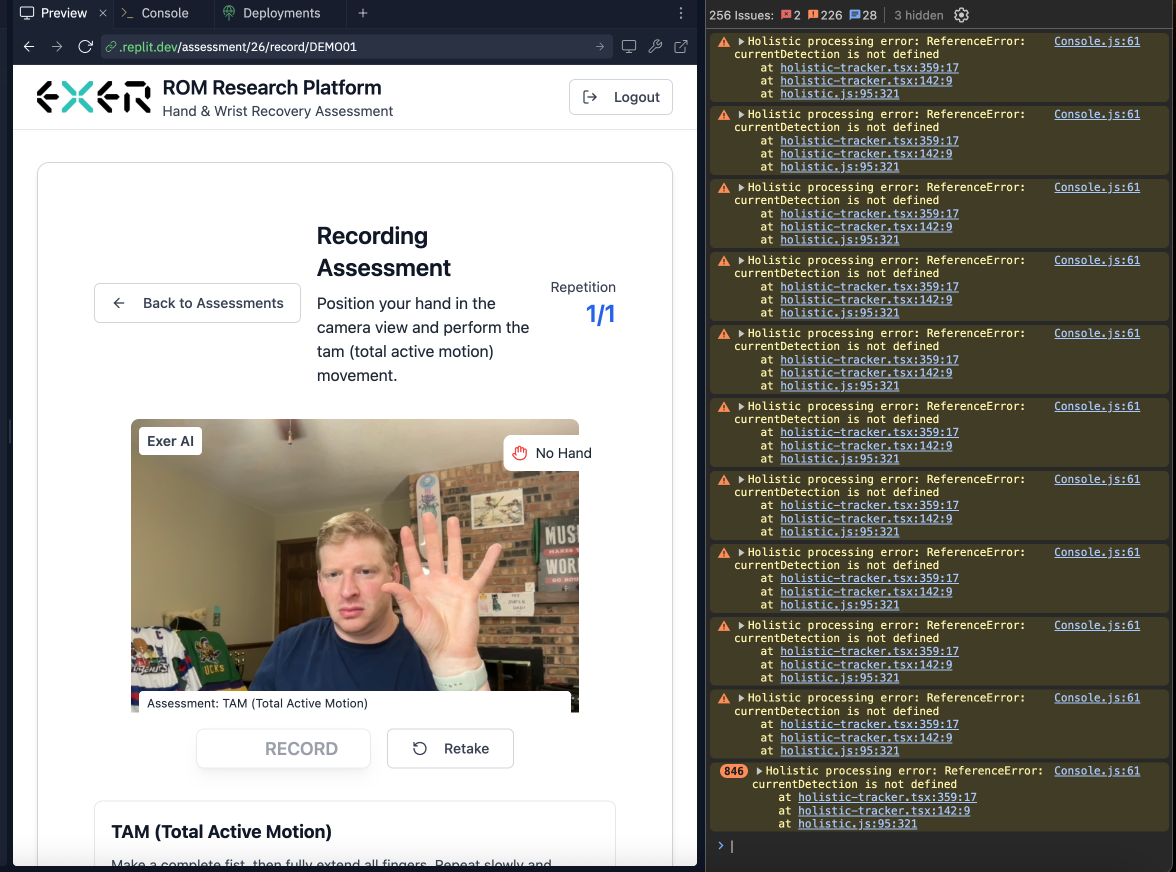 Preview
Console
Deployments
.replit.dev/assessment/26/record/DEMO01
EXER
ROM Research Platform
Hand & Wrist Recovery Assessment
Logout
Back to Assessments
Recording
Assessment
Position your hand in the
camera view and perform the
tam (total active motion)
movement.
Repetition
1/1
Exer AI
No Hand
MUS
MAKES
WOR
UCKS
Assessment: TAM (Total Active Motion)
RECORD
Retake
TAM (Total Active Motion)
Make a complete fist, then fully extend all fingers. Repeat slowly and
256 Issues: 2 226 28 3 hidden
Holistic processing error: ReferenceError: Console.js:61
currentDetection is not defined
at holistic-tracker.tsx:359:17
at holistic-tracker.tsx:142:9
at holistic.js:95:321
Holistic processing error: ReferenceError: Console.js:61
currentDetection is not defined
at holistic-tracker.tsx:359:17
at holistic-tracker.tsx:142:9
at holistic.js:95:321
Holistic processing error: ReferenceError: Console.js:61
currentDetection is not defined
at holistic-tracker.tsx:359:17
at holistic-tracker.tsx:142:9
at holistic.js:95:321
Holistic processing error: ReferenceError: Console.js:61
currentDetection is not defined
at holistic-tracker.tsx:359:17
at holistic-tracker.tsx:142:9
at holistic.js:95:321
Holistic processing error: ReferenceError: Console.js:61
currentDetection is not defined
at holistic-tracker.tsx:359:17
at holistic-tracker.tsx:142:9
at holistic.js:95:321
Holistic processing error: ReferenceError: Console.js:61
currentDetection is not defined
at holistic-tracker.tsx:359:17
at holistic-tracker.tsx:142:9
at holistic.js:95:321
Holistic processing error: ReferenceError: Console.js:61
currentDetection is not defined
at holistic-tracker.tsx:359:17
at holistic-tracker.tsx:142:9
at holistic.js:95:321
Holistic processing error: ReferenceError: Console.js:61
currentDetection is not defined
at holistic-tracker.tsx:359:17
at holistic-tracker.tsx:142:9
at holistic.js:95:321
Holistic processing error: ReferenceError: Console.js:61
currentDetection is not defined
at holistic-tracker.tsx:359:17
at holistic-tracker.tsx:142:9
at holistic.js:95:321
Holistic processing error: ReferenceError: Console.js:61
currentDetection is not defined
at holistic-tracker.tsx:359:17
at holistic-tracker.tsx:142:9
at holistic.js:95:321
846 Holistic processing error: ReferenceError: Console.js:61
currentDetection is not defined
at holistic-tracker.tsx:359:17
at holistic-tracker.tsx:142:9
at holistic.js:95:321